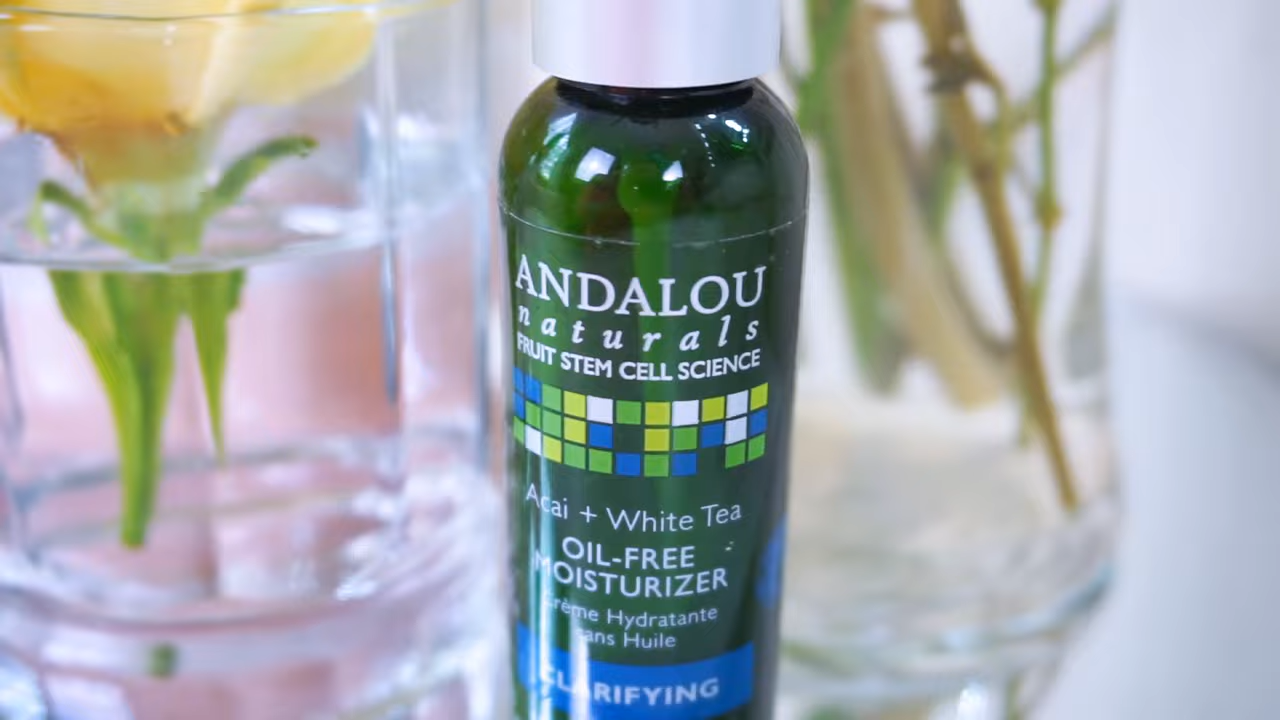 ANDALOU
naturals
FRUIT STEM CELL SCIENCE
Acai + White Tea
OIL-FREE
MOISTURIZER
Crème Hydratante
sans Huile
CLARIFYING